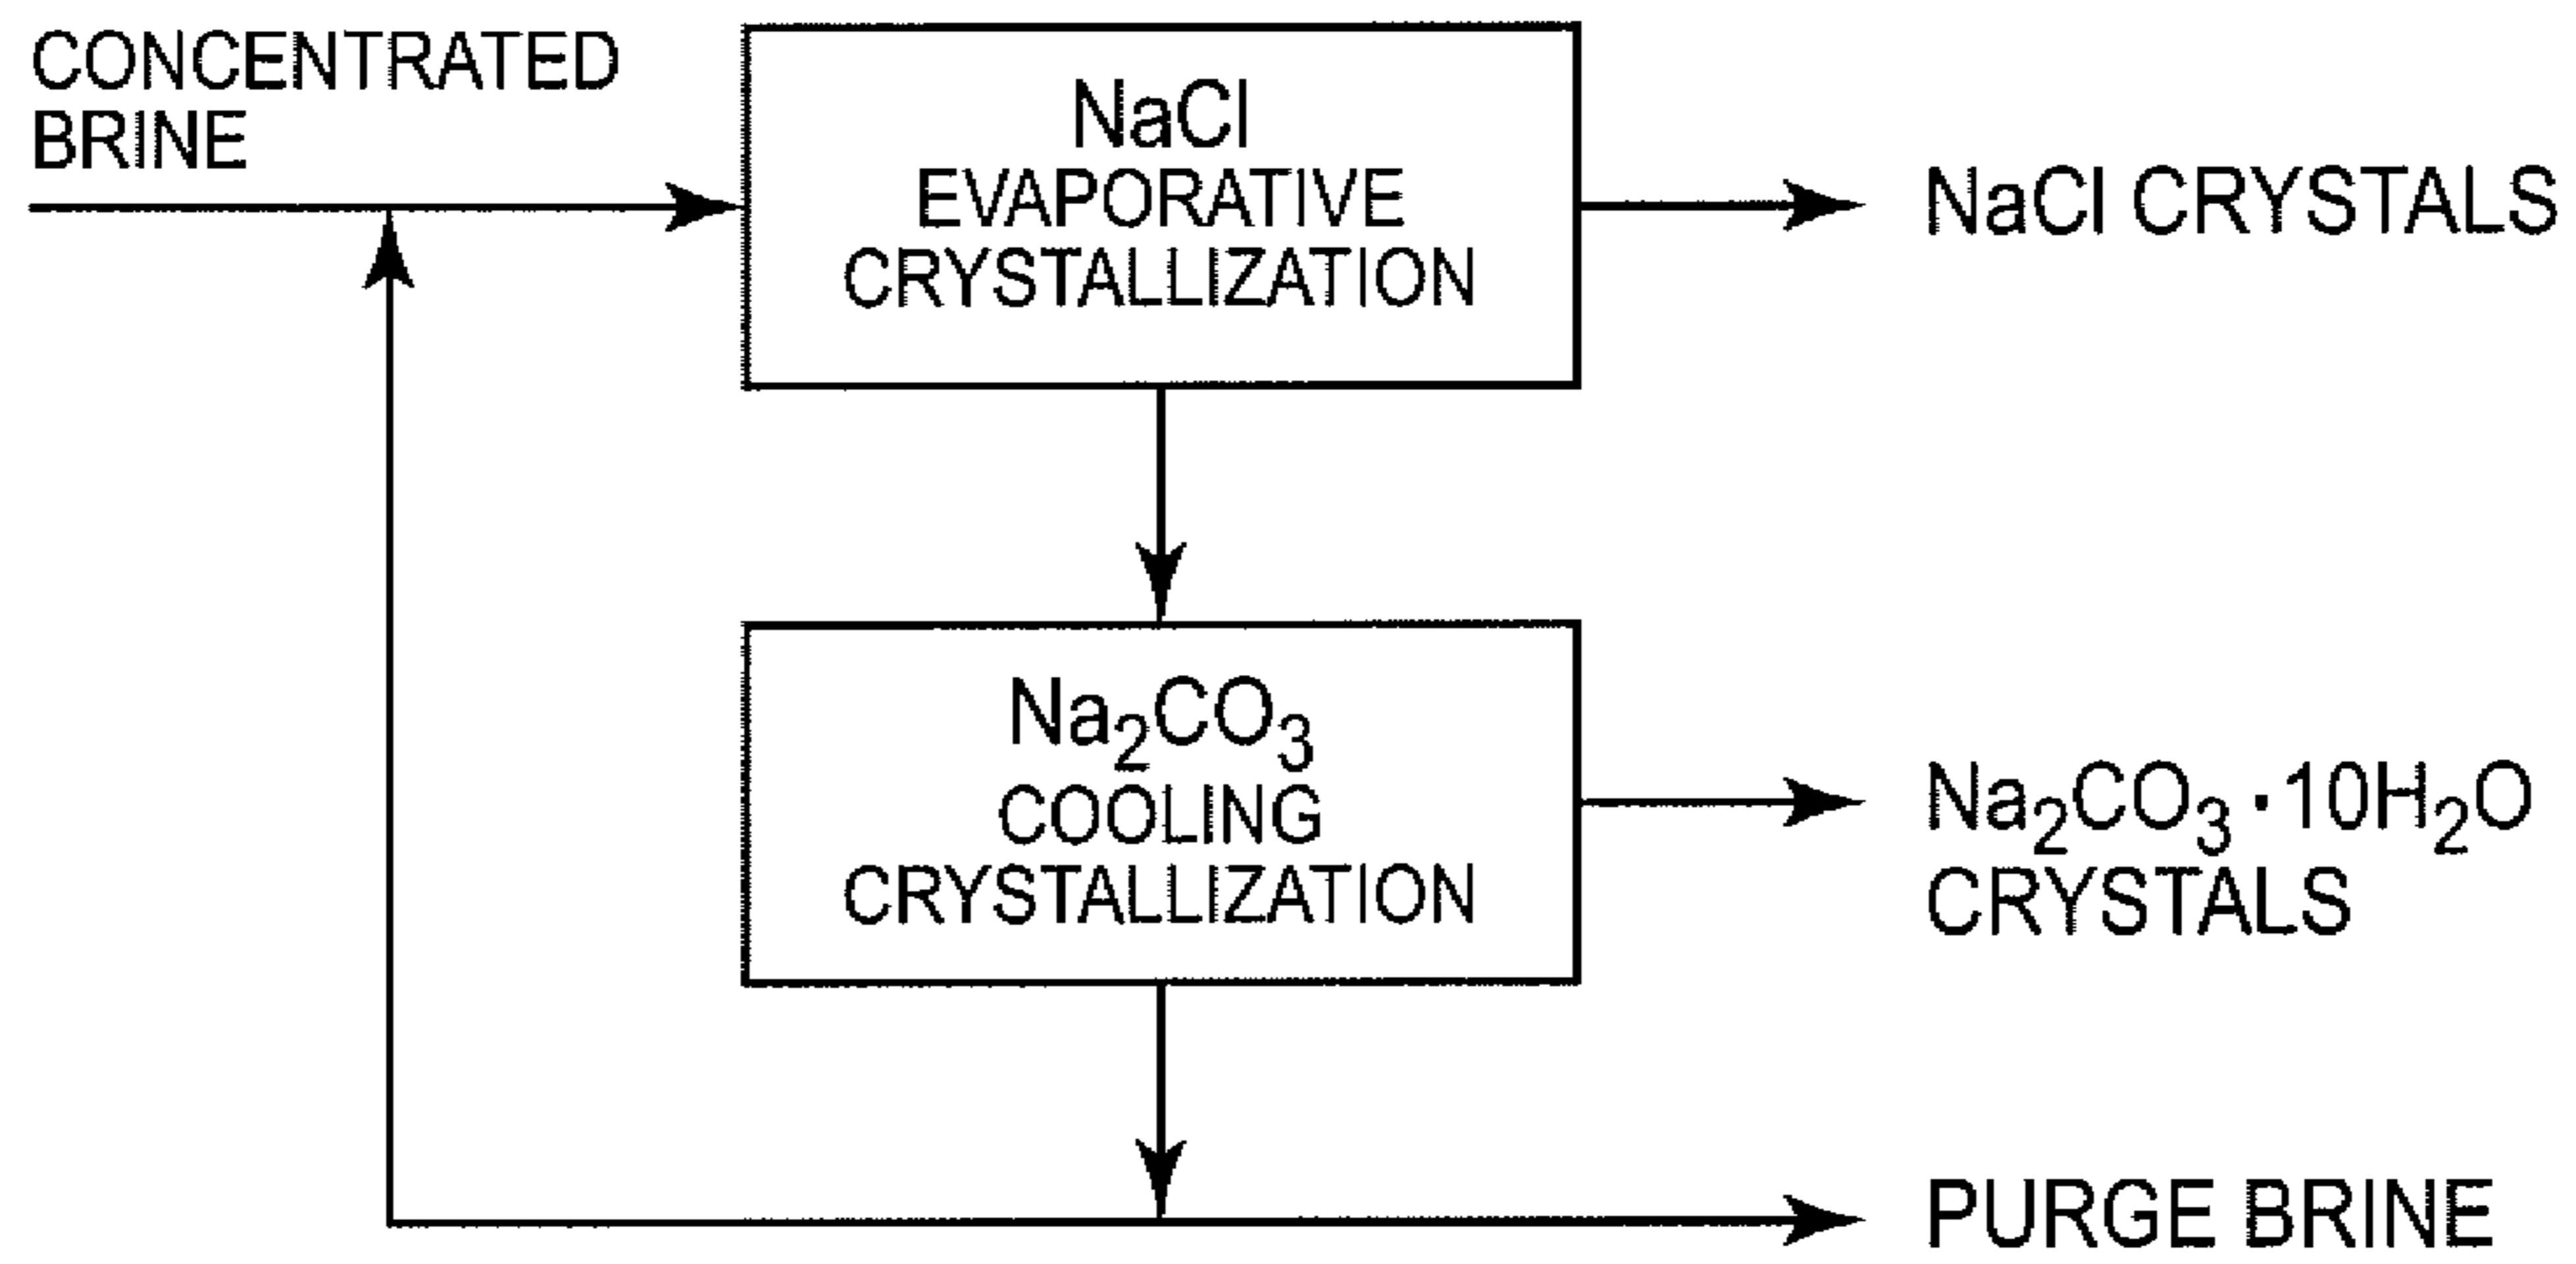 CONCENTRATED
BRINE
NaCl
EVAPORATIVE
CRYSTALLIZATION
NaCl CRYSTALS
Na₂CO₃
COOLING
CRYSTALLIZATION
Na₂CO₃·10H₂O
CRYSTALS
PURGE BRINE